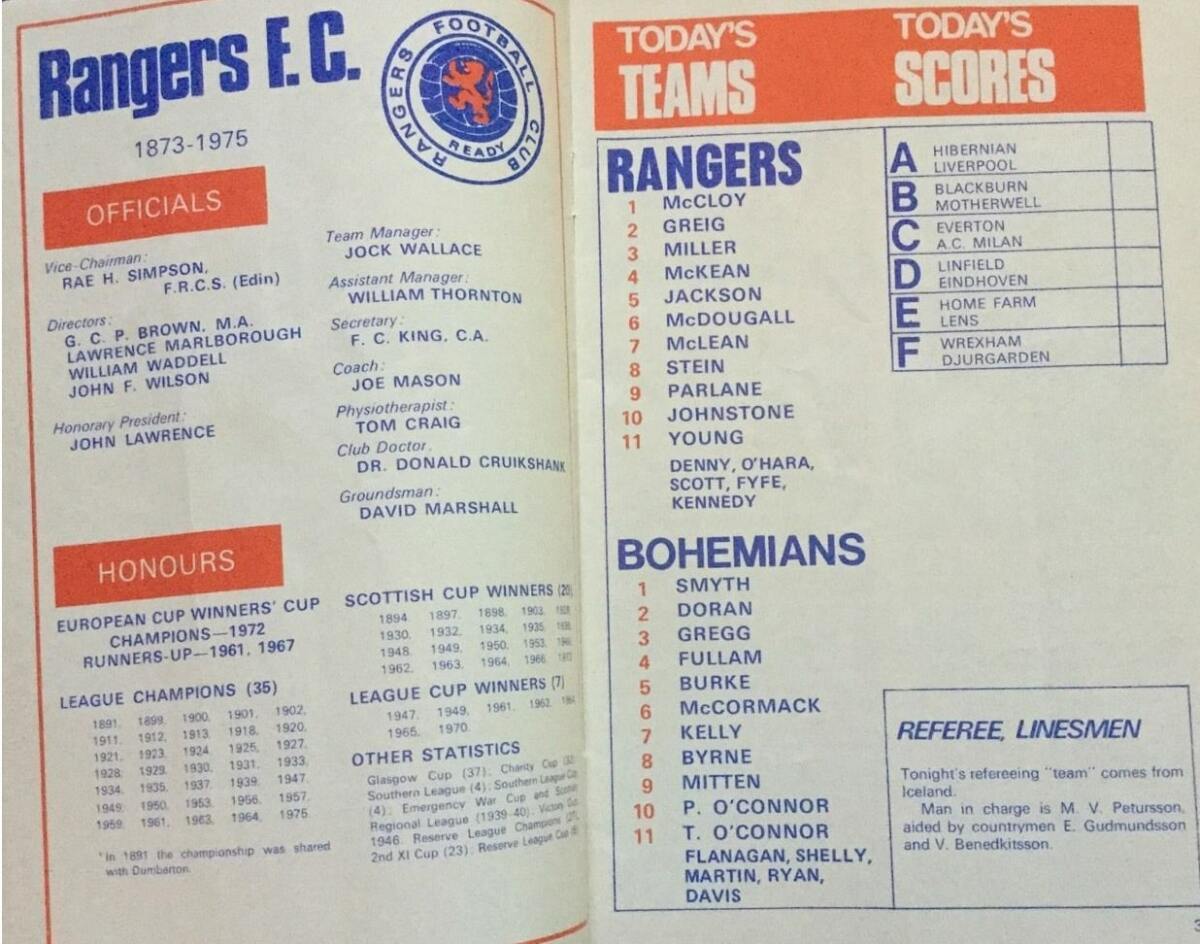 Rangers F.C.
1873-1975
RANGERS FOOTBALL CLUB
READY
OFFICIALS
Vice-Chairman:
RAE H. SIMPSON,
F.R.C.S. (Edin)
Directors:
G. C. P. BROWN, M.A.
LAWRENCE MARLBOROUGH
WILLIAM WADDELL
JOHN F. WILSON
Honorary President:
JOHN LAWRENCE
Team Manager:
JOCK WALLACE
Assistant Manager:
WILLIAM THORNTON
Secretary:
F. C. KING, C.A.
Coach:
JOE MASON
Physiotherapist:
TOM CRAIG
Club Doctor.
DR. DONALD CRUIKSHANK
Groundsman:
DAVID MARSHALL
HONOURS
EUROPEAN CUP WINNERS' CUP
CHAMPIONS—1972
RUNNERS-UP—1961, 1967
LEAGUE CHAMPIONS (35)
1891, 1899, 1900, 1901, 1902,
1911, 1912, 1913, 1918, 1920,
1921, 1923, 1924, 1925, 1927,
1928, 1929, 1930, 1931, 1933,
1934, 1935, 1937, 1939, 1947,
1949, 1950, 1953, 1956, 1957,
1959, 1961, 1963, 1964, 1975.
*In 1891 the championship was shared
with Dumbarton.
SCOTTISH CUP WINNERS (20)
1894, 1897, 1898, 1903, 1928,
1930, 1932, 1934, 1935, 1936,
1948, 1949, 1950, 1953,
1962, 1963, 1964, 1966,
LEAGUE CUP WINNERS (7)
1947, 1949, 1961, 1962, 1964,
1965, 1970.
OTHER STATISTICS
Glasgow Cup (37); Charity Cup
Southern League (4); Southern League Cup
(4); Emergency War Cup and Scottish
Regional League (1939-40); Victory Cup
1946. Reserve League Champions
2nd XI Cup (23); Reserve League Cup
TODAY'S
TEAMS
TODAY'S
SCORES
RANGERS
1 McCLOY
2 GREIG
3 MILLER
4 McKEAN
5 JACKSON
6 McDOUGALL
7 McLEAN
8 STEIN
9 PARLANE
10 JOHNSTONE
11 YOUNG
DENNY, O'HARA,
SCOTT, FYFE,
KENNEDY
BOHEMIANS
1 SMYTH
2 DORAN
3 GREGG
4 FULLAM
5 BURKE
6 McCORMACK
7 KELLY
8 BYRNE
9 MITTEN
10 P. O'CONNOR
11 T. O'CONNOR
FLANAGAN, SHELLY,
MARTIN, RYAN,
DAVIS
A HIBERNIAN
LIVERPOOL
B BLACKBURN
MOTHERWELL
C EVERTON
A.C. MILAN
D LINFIELD
EINDHOVEN
E HOME FARM
LENS
F WREXHAM
DJURGARDEN
REFEREE, LINESMEN
Tonight's refereeing "team" comes from
Iceland.
Man in charge is M. V. Petursson,
aided by countrymen E. Gudmundsson
and V. Benedkitsson.